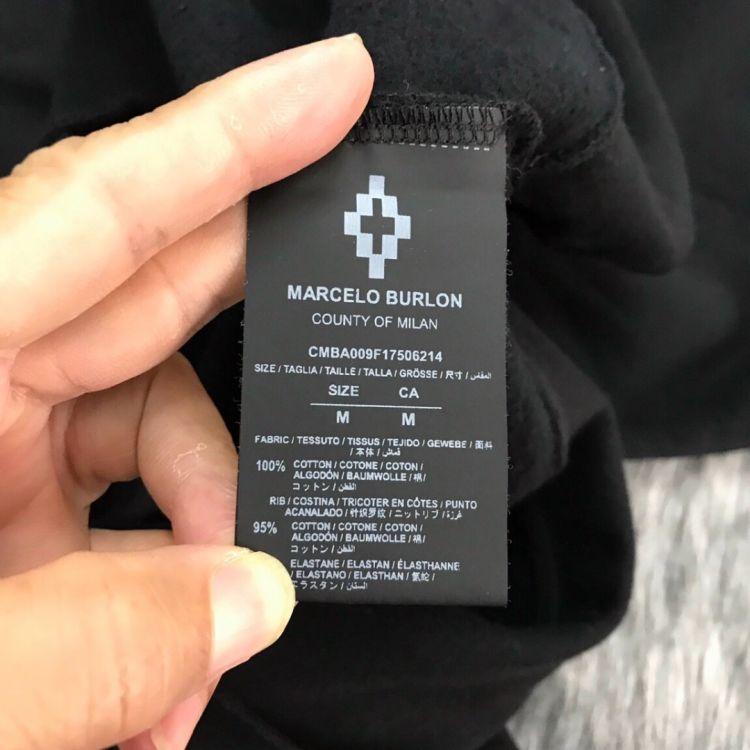 MARCELO BURLON
COUNTY OF MILAN
CMBA009F17506214
SIZE / TAGLIA / TAILLE / TALLA / GRÖSSE / 尺寸 / المقاس
SIZE CA
M M
FABRIC / TESSUTO / TISSUS / TEJIDO / GEWEBE / 面料
/ 本体 / قماش
100% COTTON / COTONE / COTON /
ALGODÓN / BAUMWOLLE / 棉/
コットン / القطن
RIB / COSTINA / TRICOTER EN CÔTES / PUNTO
ACANALADO / 针织罗纹 / ニットリブ / غرزة
95% COTTON / COTONE / COTON /
ALGODÓN / BAUMWOLLE / 棉/
コットン / القطن
ELASTANE / ELASTAN / ÉLASTHANNE
/ ELASTANO / ELASTHAN / 氨纶 /
エラスタン /